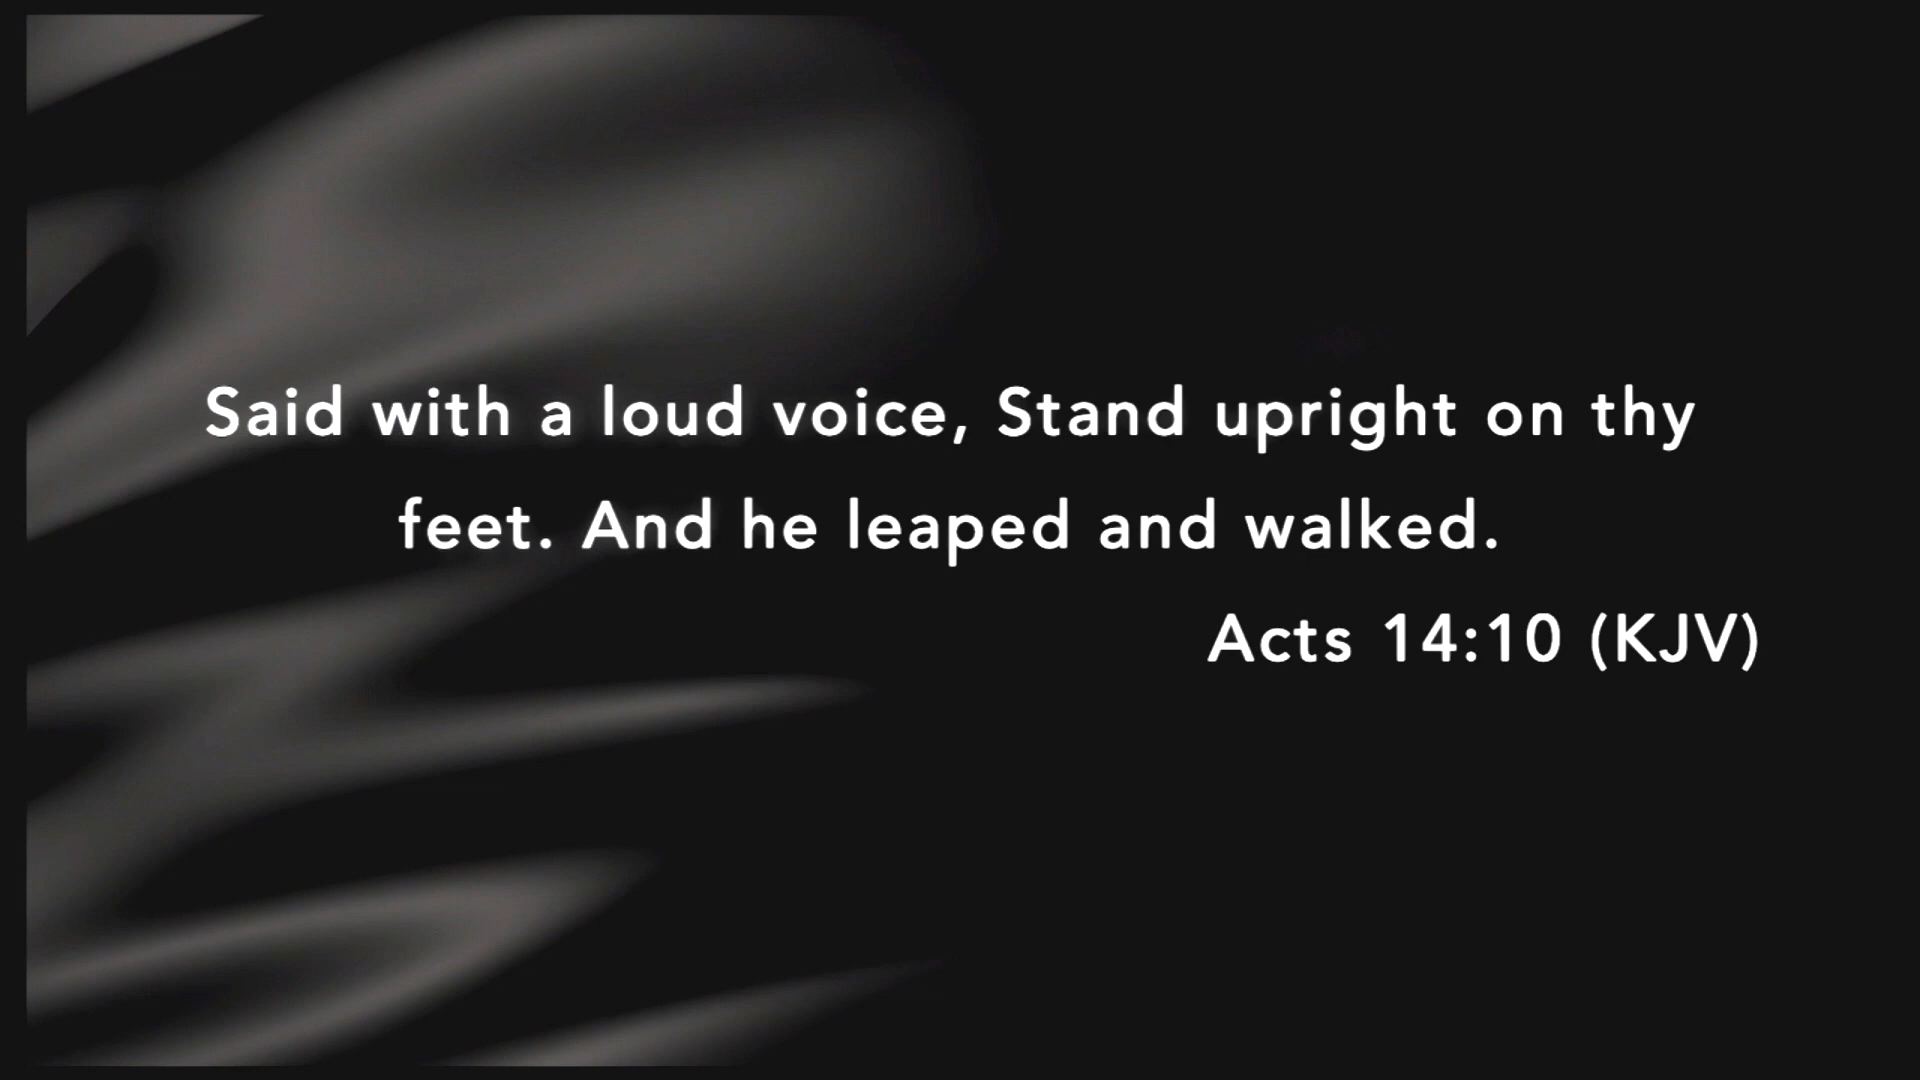 Said with a loud voice, Stand upright on thy
feet. And he leaped and walked.
Acts 14:10 (KJV)